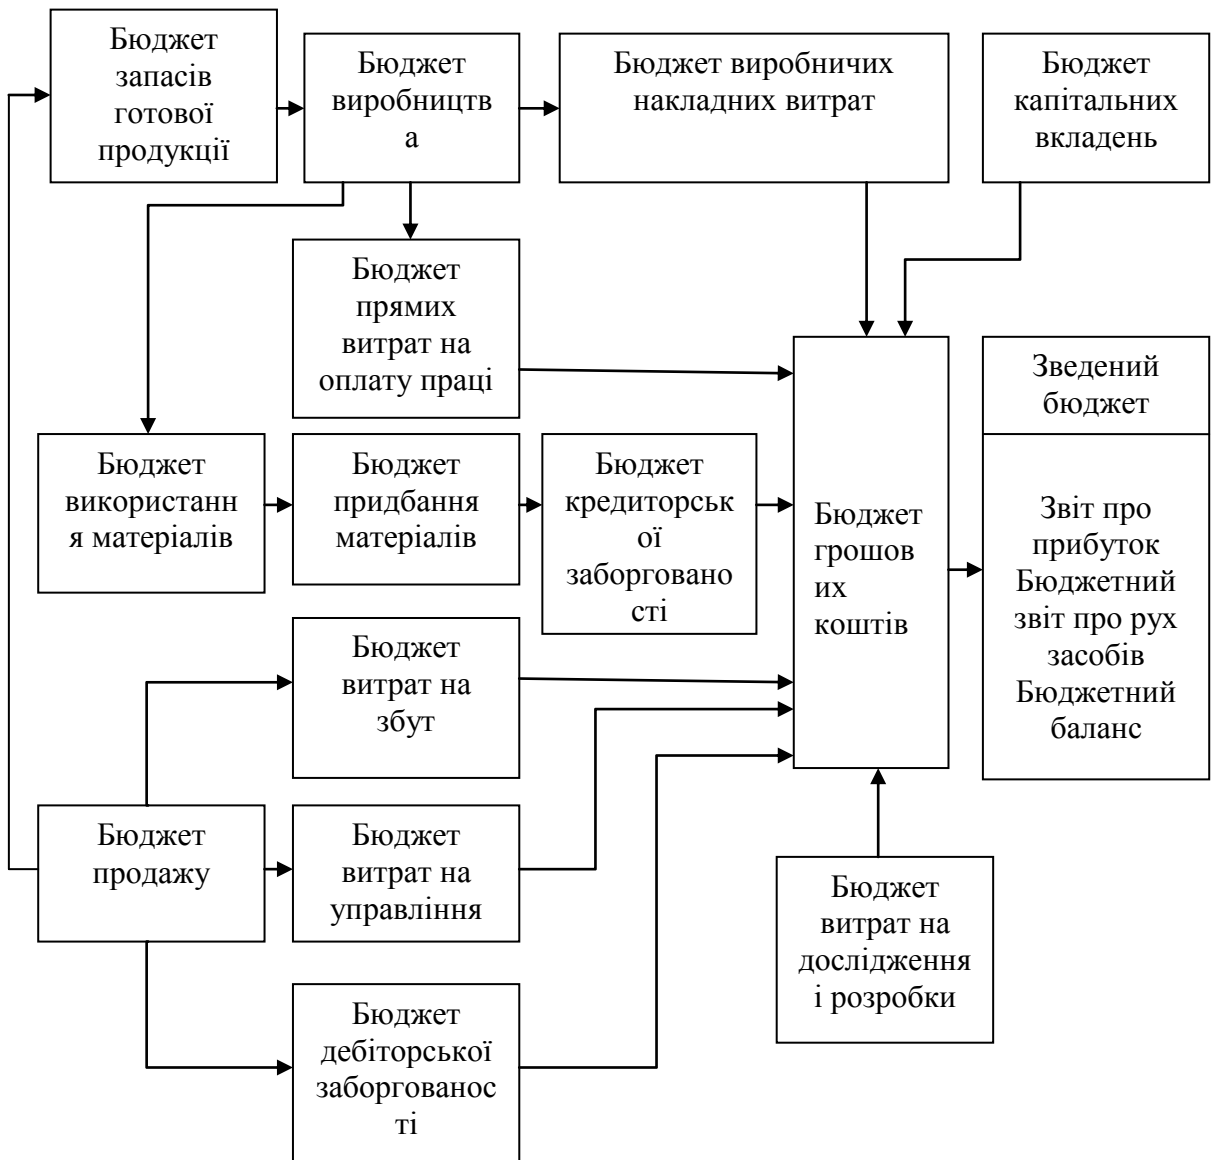 Бюджет
запасів
готової
продукції
Бюджет
виробництв
а
Бюджет виробничих
накладних витрат
Бюджет
капітальних
вкладень
Бюджет
прямих
витрат на
оплату праці
Бюджет
використанн
я матеріалів
Бюджет
придбання
матеріалів
Бюджет
кредиторськ
ої
заборговано
сті
Бюджет
грошов
их
коштів
Зведений
бюджет
Звіт про
прибуток
Бюджетний
звіт про рух
засобів
Бюджетний
баланс
Бюджет
витрат на
збут
Бюджет
продажу
Бюджет
витрат на
управління
Бюджет
витрат на
дослідження
і розробки
Бюджет
дебіторської
заборгованос
ті